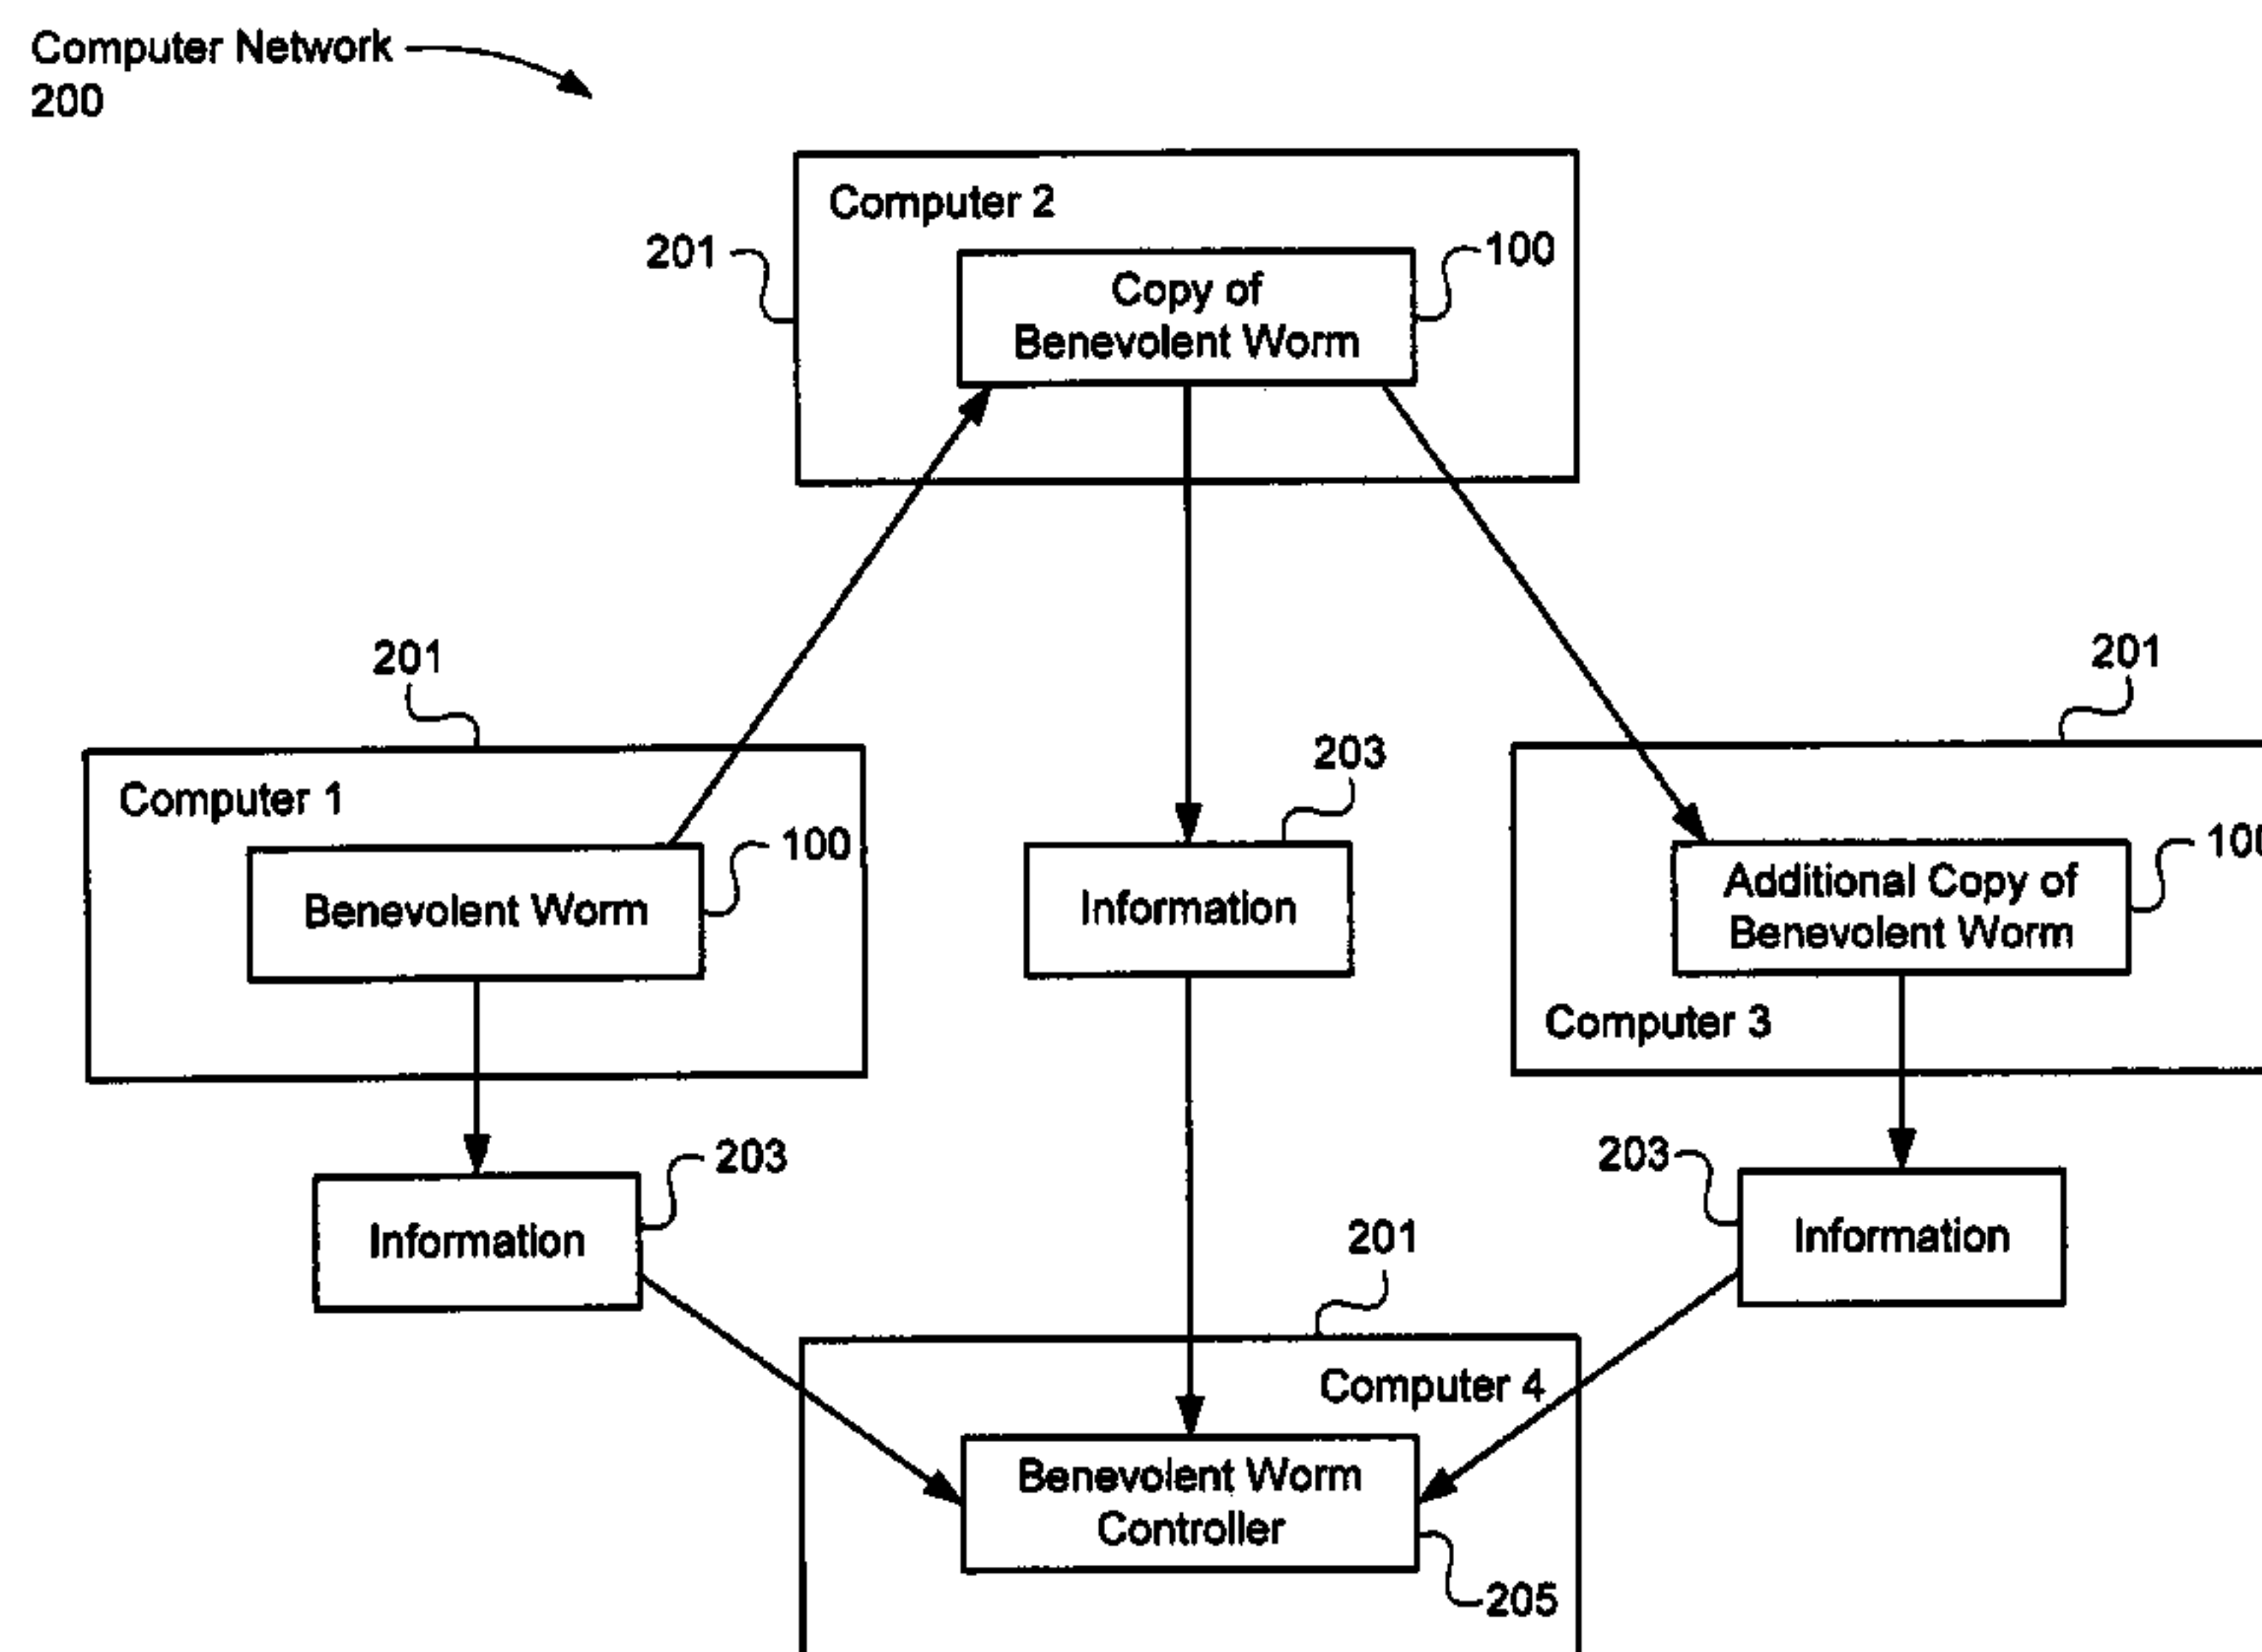 Computer Network
200
Computer 2
201
100
Copy of
Benevolent Worm
201
201
203
Computer 1
100
Benevolent Worm
Information
100
Additional Copy of
Benevolent Worm
Computer 3
203
203
Information
Information
201
Computer 4
Benevolent Worm
Controller
205